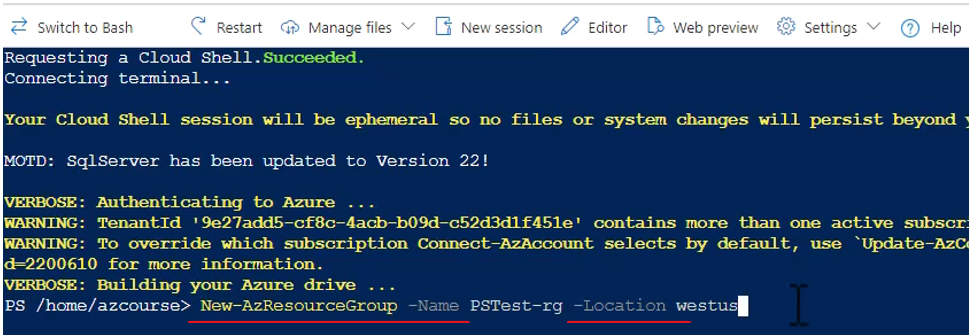 Switch to Bash Restart Manage files New session Editor Web preview Settings Help
Requesting a Cloud Shell.Succeeded.
Connecting terminal...
Your Cloud Shell session will be ephemeral so no files or system changes will persist beyond
MOTD: SqlServer has been updated to Version 22!
VERBOSE: Authenticating to Azure ...
WARNING: TenantId '9e27add5-cf8c-4acb-b09d-c52d3d1f451e' contains more than one active subscri
WARNING: To override which subscription Connect-AzAccount selects by default, use `Update-AzCo
d=2200610 for more information.
VERBOSE: Building your Azure drive ...
PS /home/azcourse> New-AzResourceGroup -Name PSTest-rg -Location westus